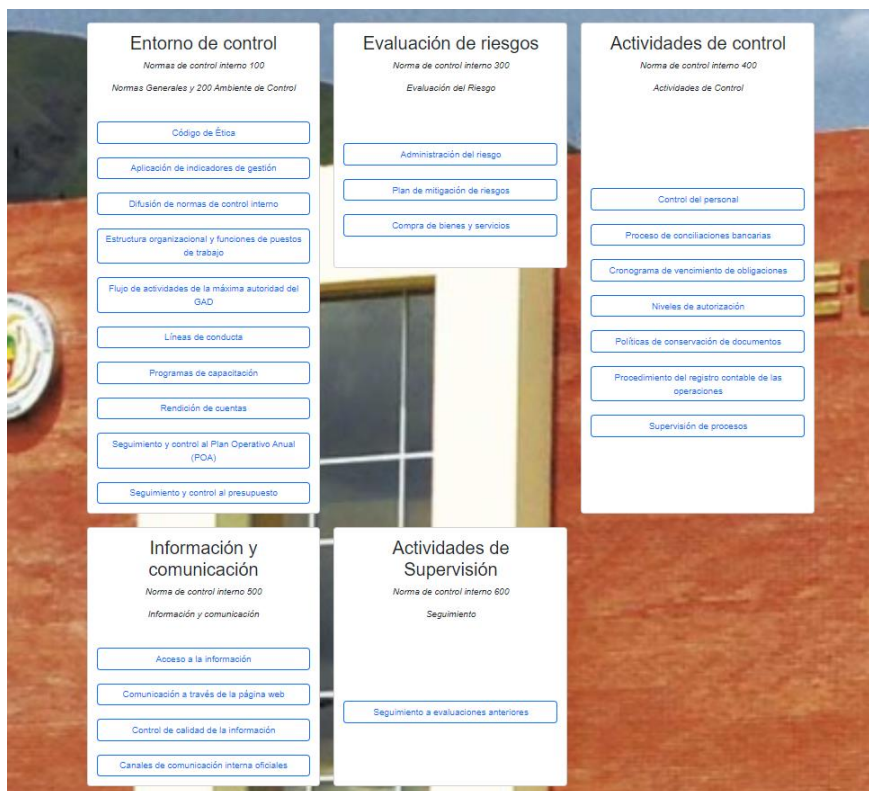 Entorno de control
Normas de control interno 100
Normas Generales y 200 Ambiente de Control
Código de Ética
Aplicación de indicadores de gestión
Difusión de normas de control interno
Estructura organizacional y funciones de puestos
de trabajo
Flujo de actividades de la máxima autoridad del
GAD
Líneas de conducta
Programas de capacitación
Rendición de cuentas
Seguimiento y control al Plan Operativo Anual
(POA)
Seguimiento y control al presupuesto
Evaluación de riesgos
Norma de control interno 300
Evaluación del Riesgo
Administración del riesgo
Plan de mitigación de riesgos
Compra de bienes y servicios
Actividades de control
Norma de control interno 400
Actividades de Control
Control del personal
Proceso de conciliaciones bancarias
Cronograma de vencimiento de obligaciones
Niveles de autorización
Políticas de conservación de documentos
Procedimiento del registro contable de las
operaciones
Supervisión de procesos
Información y
comunicación
Norma de control interno 500
Información y comunicación
Acceso a la información
Comunicación a través de la página web
Control de calidad de la información
Canales de comunicación interna oficiales
Actividades de
Supervisión
Norma de control interno 600
Seguimiento
Seguimiento a evaluaciones anteriores